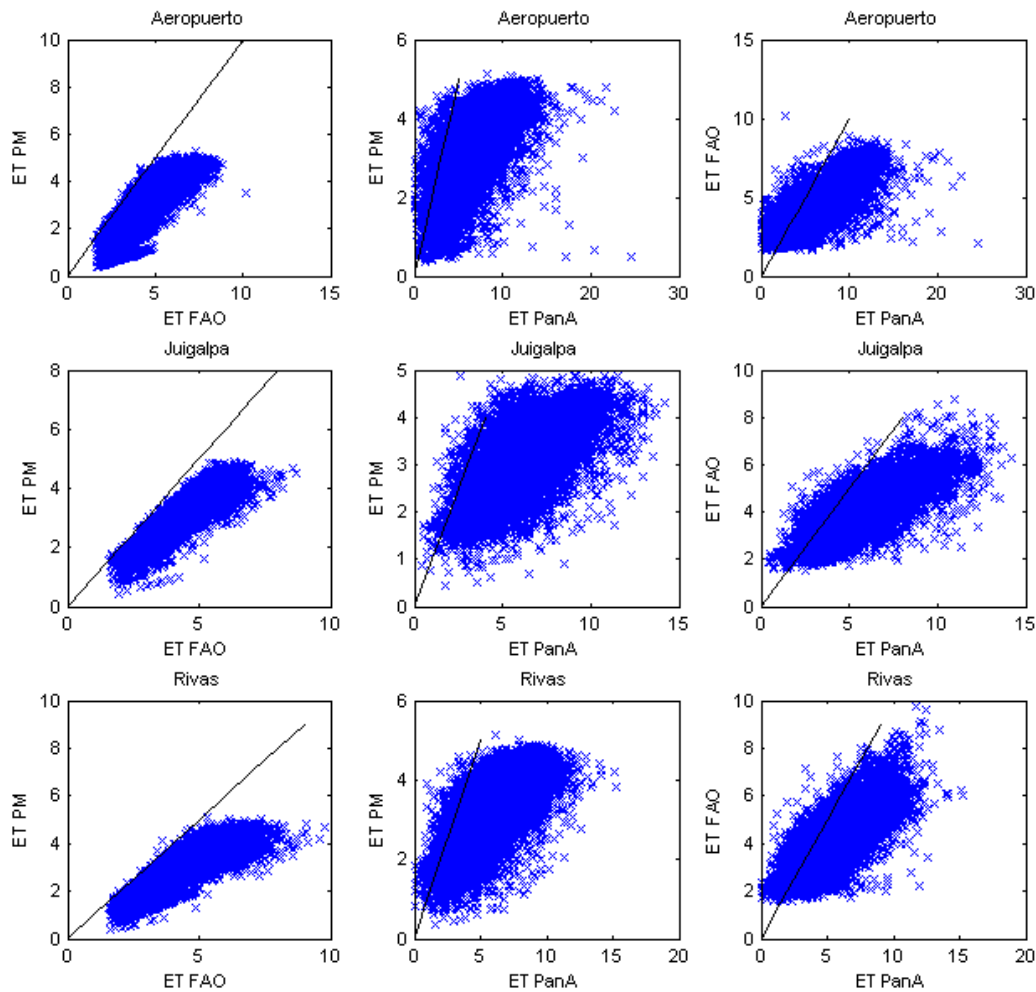 Aeropuerto
10
8
6
4
2
0
ET PM
0 5 10 15
ET FAO
Aeropuerto
6
4
2
0
ET PM
0 10 20 30
ET PanA
Aeropuerto
15
10
5
0
ET FAO
0 10 20 30
ET PanA
Juigalpa
8
6
4
2
0
ET PM
0 5 10
ET FAO
Juigalpa
5
4
3
2
1
0
ET PM
0 5 10 15
ET PanA
Juigalpa
10
8
6
4
2
0
ET FAO
0 5 10 15
ET PanA
Rivas
10
8
6
4
2
0
ET PM
0 5 10
ET FAO
Rivas
6
4
2
0
ET PM
0 5 10 15 20
ET PanA
Rivas
10
8
6
4
2
0
ET FAO
0 5 10 15 20
ET PanA